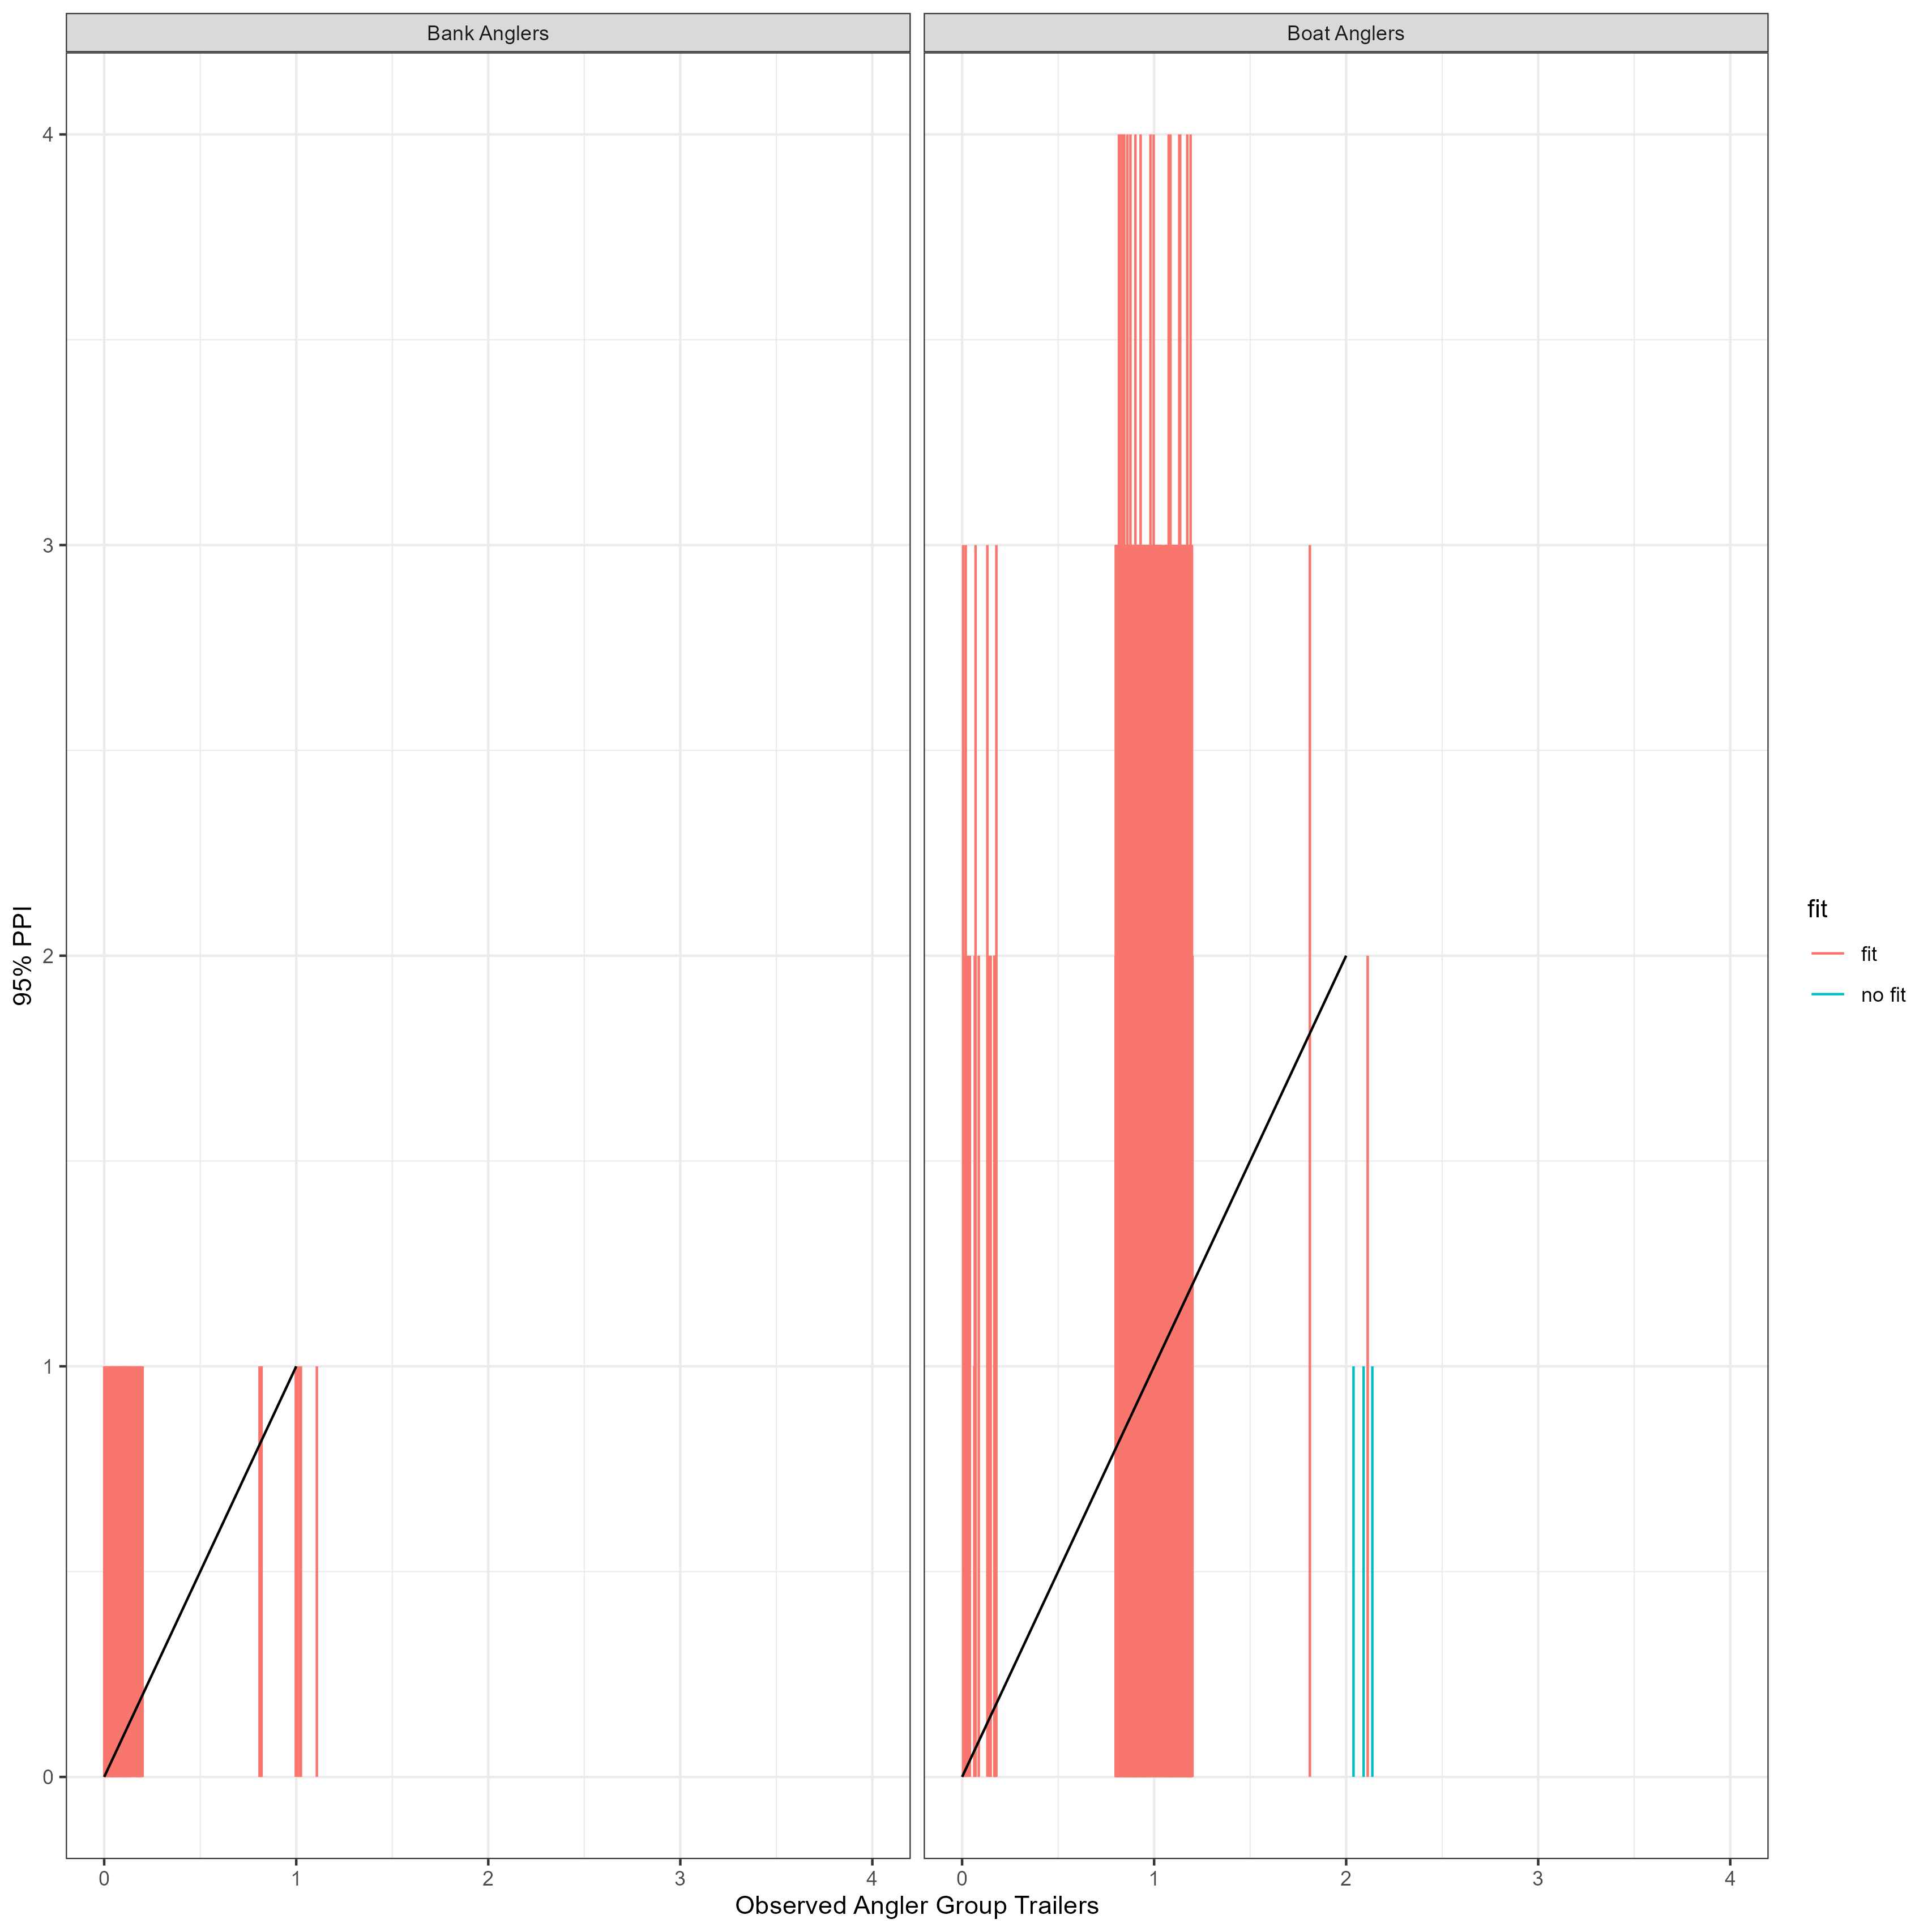 Bank Anglers
Boat Anglers
4
3
2
1
0
95% PPI
0 1 2 3 4
0 1 2 3 4
Observed Angler Group Trailers
fit
fit
no fit